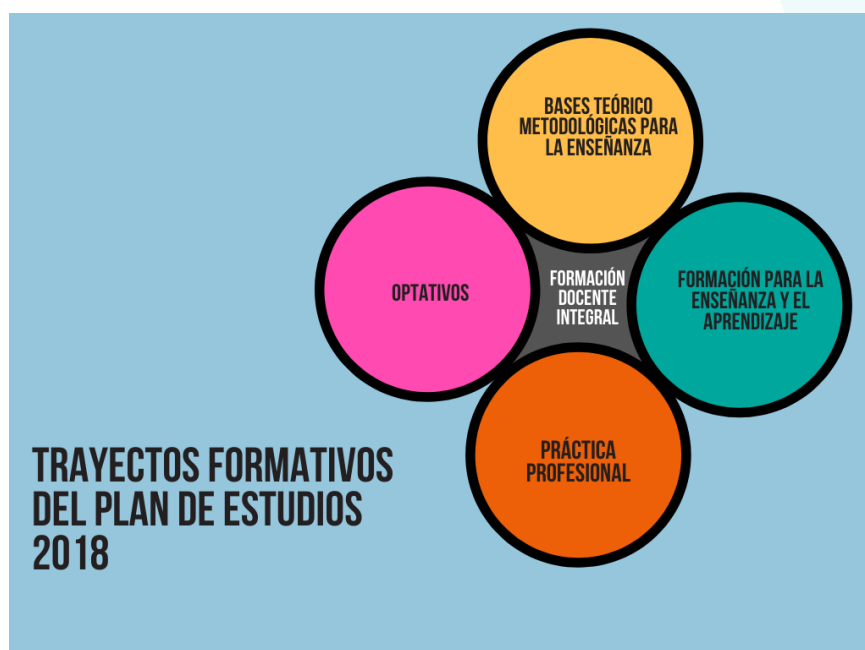 BASES TEÓRICO
METODOLÓGICAS PARA
LA ENSEÑANZA
OPTATIVOS
FORMACIÓN
DOCENTE
INTEGRAL
FORMACIÓN PARA LA
ENSEÑANZA Y EL
APRENDIZAJE
PRÁCTICA
PROFESIONAL
TRAYECTOS FORMATIVOS
DEL PLAN DE ESTUDIOS
2018